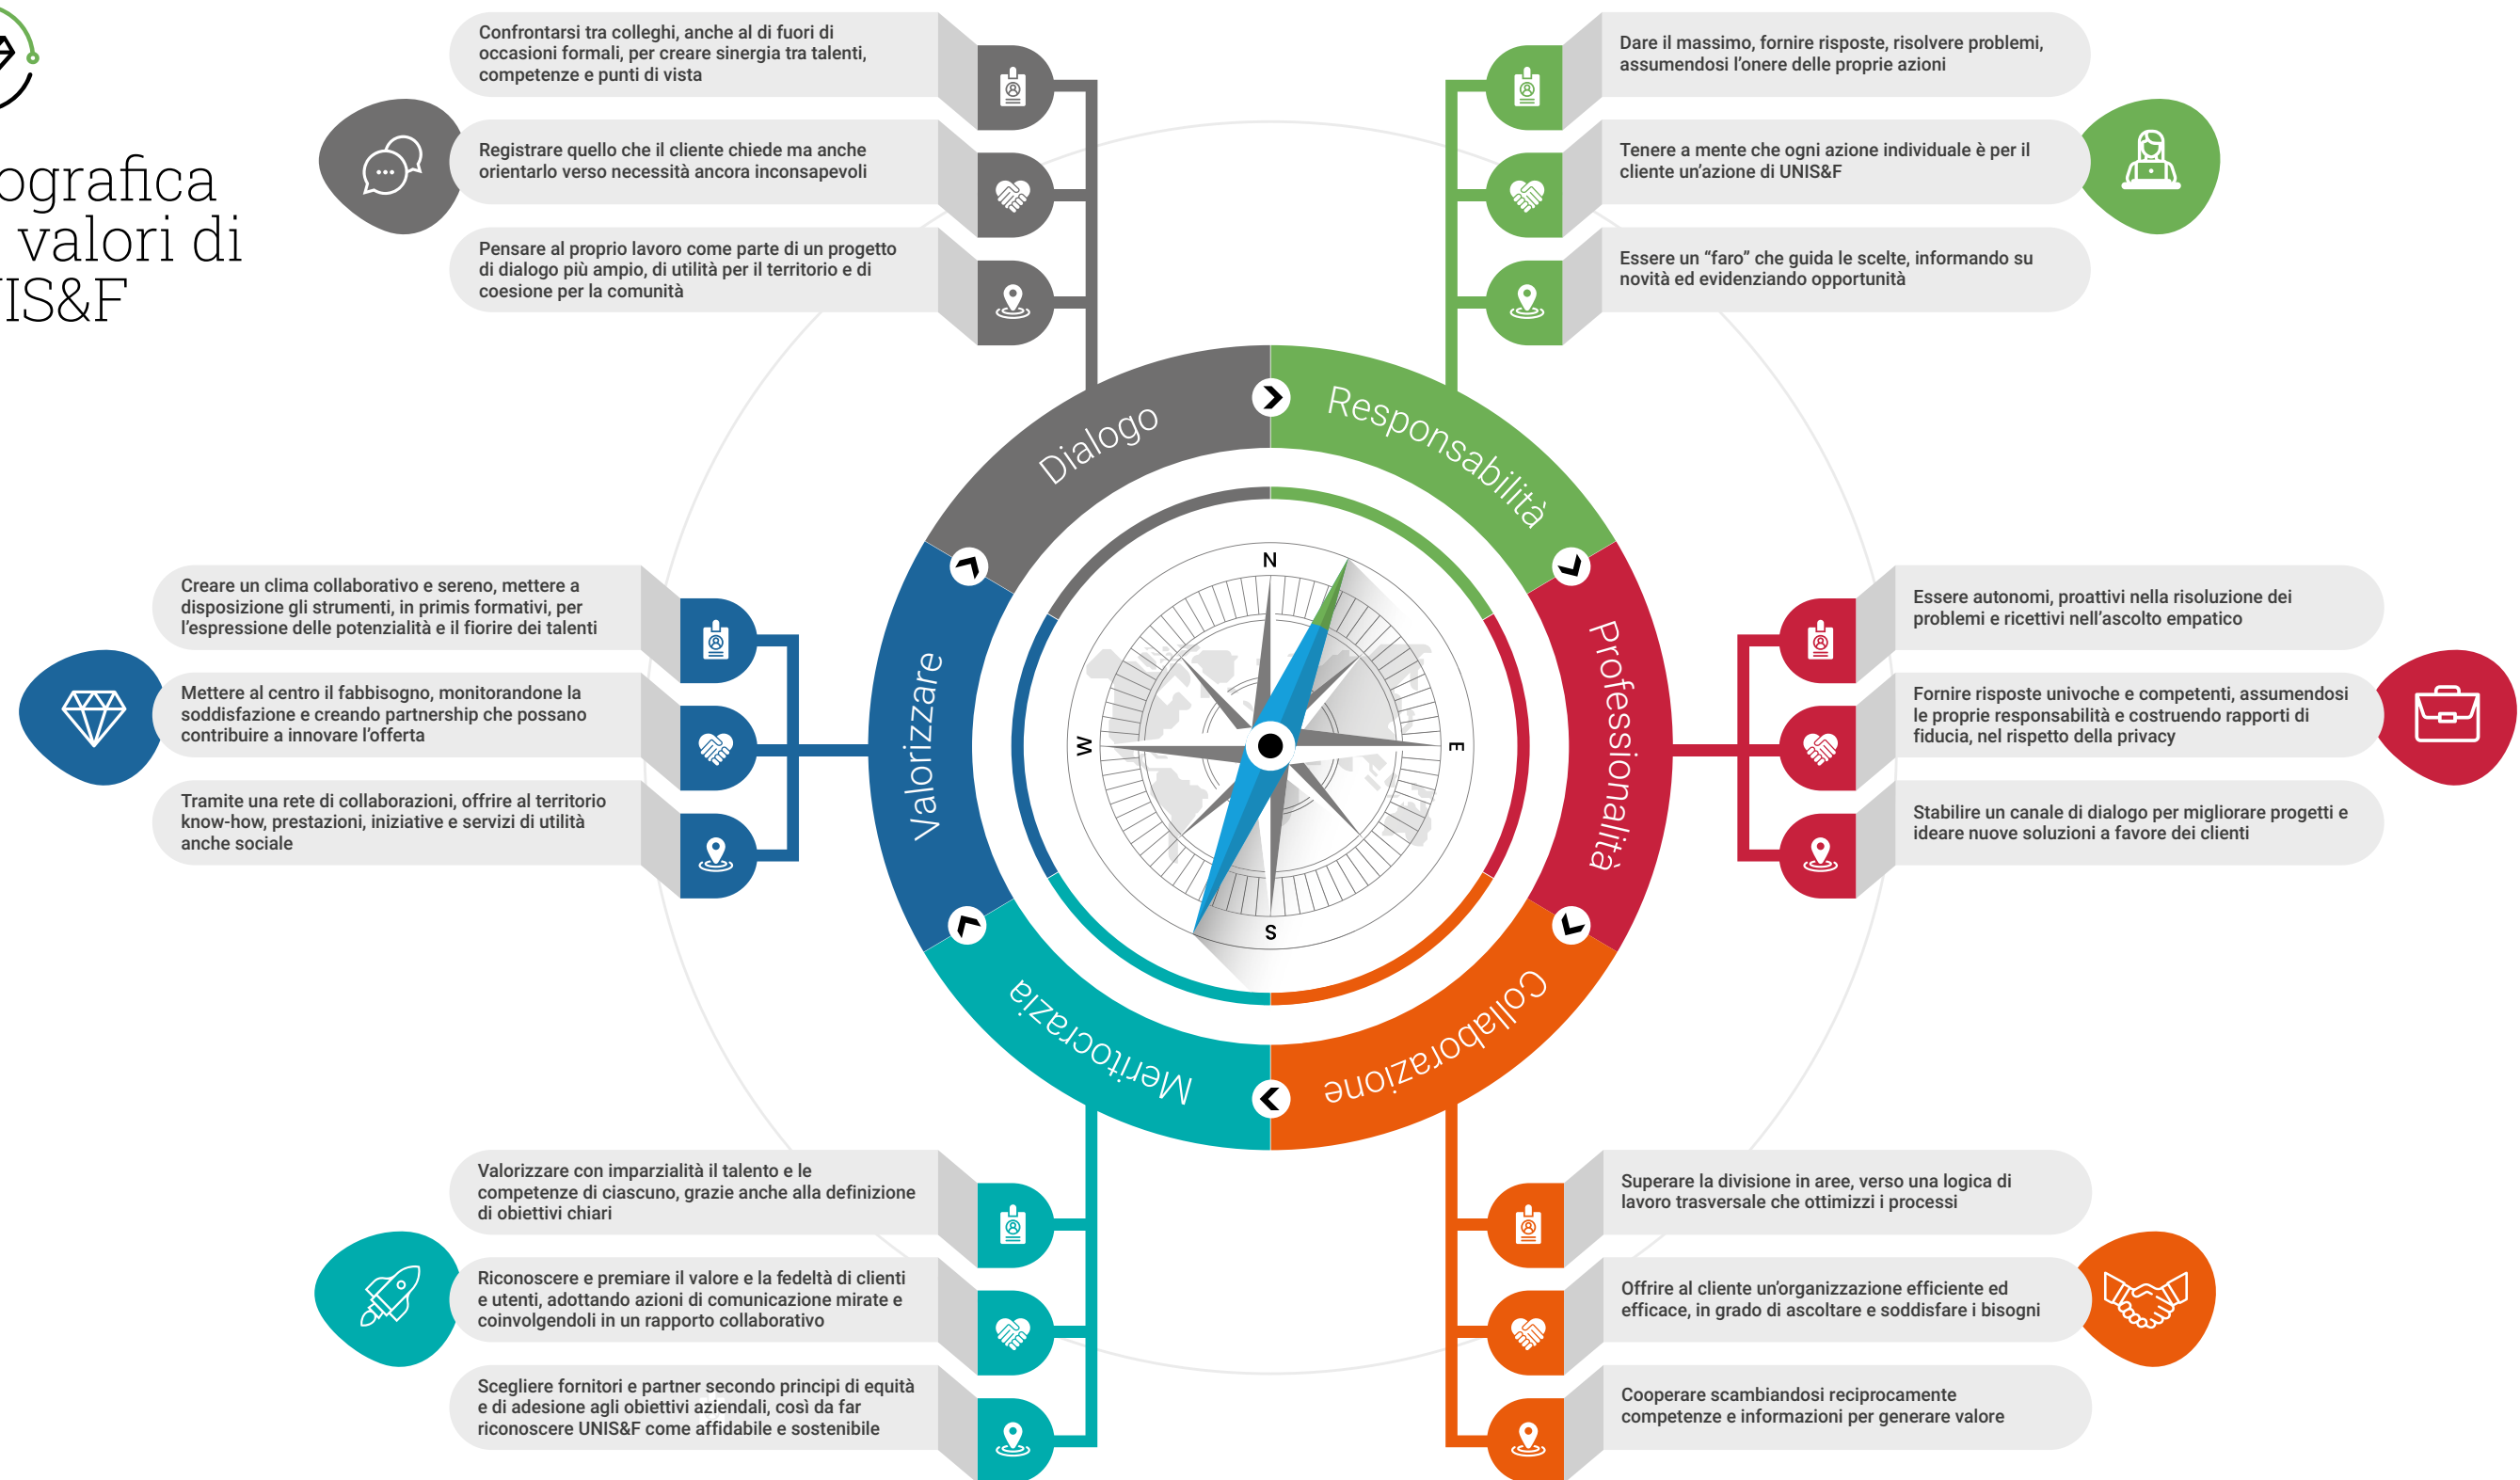 valori di
Confrontarsi tra colleghi, anche al di fuori di
occasioni formali, per creare sinergia tra talenti,
competenze e punti di vista
Registrare quello che il cliente chiede ma anche
orientarlo verso necessità ancora inconsapevoli
Pensare al proprio lavoro come parte di un progetto
di dialogo più ampio, di utilità per il territorio e di
coesione per la comunità
Dare il massimo, fornire risposte, risolvere problemi,
assumendosi l’onere delle proprie azioni
Tenere a mente che ogni azione individuale è per il
cliente un’azione di UNIS&F
Essere un “faro” che guida le scelte, informando su
novità ed evidenziando opportunità
Dialogo
Responsabillità
Professionalità
Collaborazione
Meritocrazia
Valorizzare
N
E
S
W
Creare un clima collaborativo e sereno, mettere a
disposizione gli strumenti, in primis formativi, per
l’espressione delle potenzialità e il fiorire dei talenti
Mettere al centro il fabbisogno, monitorandone la
soddisfazione e creando partnership che possano
contribuire a innovare l’offerta
Tramite una rete di collaborazioni, offrire al territorio
know-how, prestazioni, iniziative e servizi di utilità
anche sociale
Essere autonomi, proattivi nella risoluzione dei
problemi e ricettivi nell’ascolto empatico
Fornire risposte univoche e competenti, assumendosi
le proprie responsabilità e costruendo rapporti di
fiducia, nel rispetto della privacy
Stabilire un canale di dialogo per migliorare progetti e
ideare nuove soluzioni a favore dei clienti
Valorizzare con imparzialità il talento e le
competenze di ciascuno, grazie anche alla definizione
di obiettivi chiari
Riconoscere e premiare il valore e la fedeltà di clienti
e utenti, adottando azioni di comunicazione mirate e
coinvolgendoli in un rapporto collaborativo
Scegliere fornitori e partner secondo principi di equità
e di adesione agli obiettivi aziendali, così da far
riconoscere UNIS&F come affidabile e sostenibile
Superare la divisione in aree, verso una logica di
lavoro trasversale che ottimizzi i processi
Offrire al cliente un’organizzazione efficiente ed
efficace, in grado di ascoltare e soddisfare i bisogni
Cooperare scambiandosi reciprocamente
competenze e informazioni per generare valore